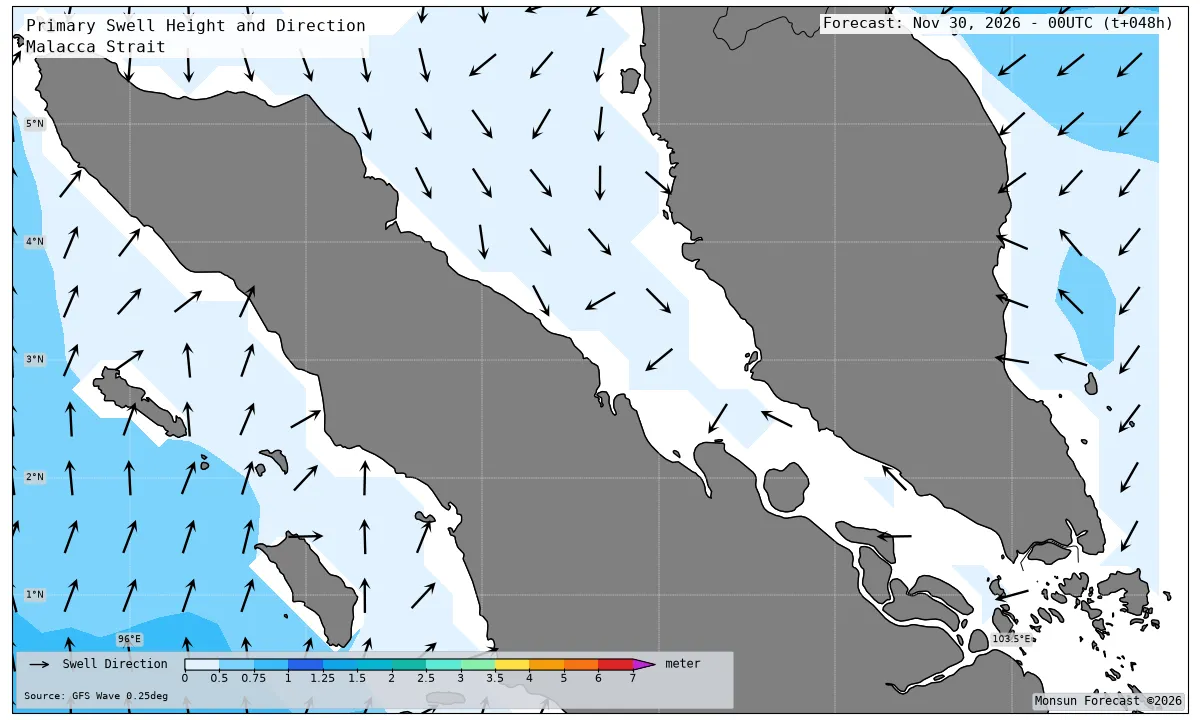 Primary Swell Height and Direction
Malacca Strait
Forecast: Nov 30, 2026 - 00UTC (t+048h)
5°N
4°N
3°N
2°N
1°N
96°E
103.5°E
Swell Direction
meter
0 0.5 0.75 1 1.25 1.5 2 2.5 3 3.5 4 5 6 7
Source: GFS Wave 0.25deg
Monsun Forecast ©2026